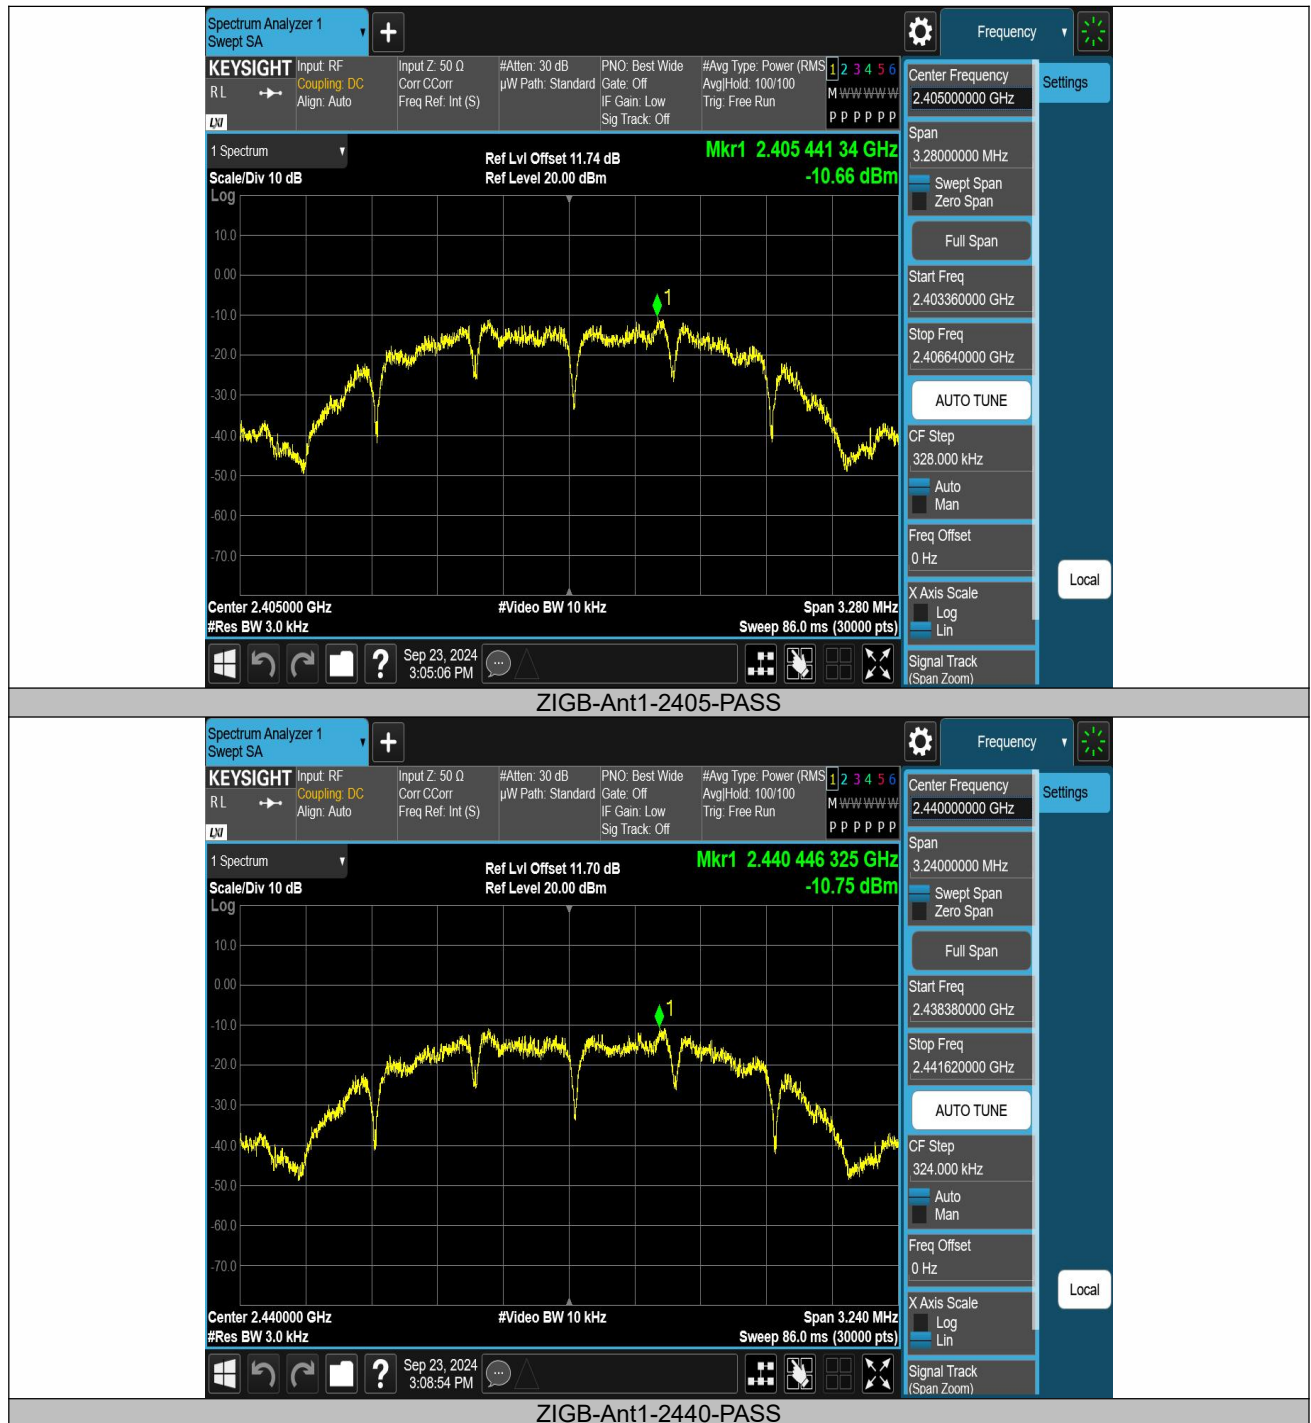 Spectrum Analyzer 1
Swept SA
Frequency
KEYSIGHT
R L
LXI
Input: RF
Coupling: DC
Align: Auto
Input Z: 50 Ω
Corr CCorr
Freq Ref: Int (S)
#Atten: 30 dB
µW Path: Standard
PNO: Best Wide
Gate: Off
IF Gain: Low
Sig Track: Off
#Avg Type: Power (RMS
Avg|Hold: 100/100
Trig: Free Run
1 2 3 4 5 6
M W W W W W
P P P P P P
1 Spectrum
Scale/Div 10 dB
Log
Ref Lvl Offset 11.74 dB
Ref Level 20.00 dBm
Mkr1 2.405 441 34 GHz
-10.66 dBm
10.0
0.00
-10.0
-20.0
-30.0
-40.0
-50.0
-60.0
-70.0
1
Center 2.405000 GHz
#Res BW 3.0 kHz
#Video BW 10 kHz
Span 3.280 MHz
Sweep 86.0 ms (30000 pts)
Sep 23, 2024
3:05:06 PM
Center Frequency
2.405000000 GHz
Settings
Span
3.28000000 MHz
Swept Span
Zero Span
Full Span
Start Freq
2.403360000 GHz
Stop Freq
2.406640000 GHz
AUTO TUNE
CF Step
328.000 kHz
Auto
Man
Freq Offset
0 Hz
X Axis Scale
Log
Lin
Local
Signal Track
(Span Zoom)
ZIGB-Ant1-2405-PASS
Spectrum Analyzer 1
Swept SA
Frequency
KEYSIGHT
R L
LXI
Input: RF
Coupling: DC
Align: Auto
Input Z: 50 Ω
Corr CCorr
Freq Ref: Int (S)
#Atten: 30 dB
µW Path: Standard
PNO: Best Wide
Gate: Off
IF Gain: Low
Sig Track: Off
#Avg Type: Power (RMS
Avg|Hold: 100/100
Trig: Free Run
1 2 3 4 5 6
M W W W W W
P P P P P P
1 Spectrum
Scale/Div 10 dB
Log
Ref Lvl Offset 11.70 dB
Ref Level 20.00 dBm
Mkr1 2.440 446 325 GHz
-10.75 dBm
10.0
0.00
-10.0
-20.0
-30.0
-40.0
-50.0
-60.0
-70.0
1
Center 2.440000 GHz
#Res BW 3.0 kHz
#Video BW 10 kHz
Span 3.240 MHz
Sweep 86.0 ms (30000 pts)
Sep 23, 2024
3:08:54 PM
Center Frequency
2.440000000 GHz
Settings
Span
3.24000000 MHz
Swept Span
Zero Span
Full Span
Start Freq
2.438380000 GHz
Stop Freq
2.441620000 GHz
AUTO TUNE
CF Step
324.000 kHz
Auto
Man
Freq Offset
0 Hz
X Axis Scale
Log
Lin
Local
Signal Track
(Span Zoom)
ZIGB-Ant1-2440-PASS